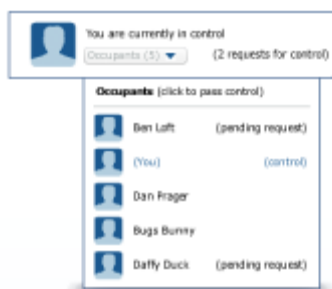 You are currently in control
Occupants (5)
(2 requests for control)
Occupants (click to pass control)
Ben Loft (pending request)
(You) (control)
Dan Prager
Bugs Bunny
Daffy Duck (pending request)